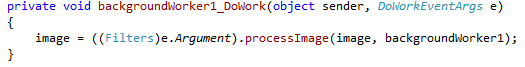 private void backgroundWorker1_DoWork(object sender, DoWorkEventArgs e)
{
    image = ((Filters)e.Argument).processImage(image, backgroundWorker1);
}